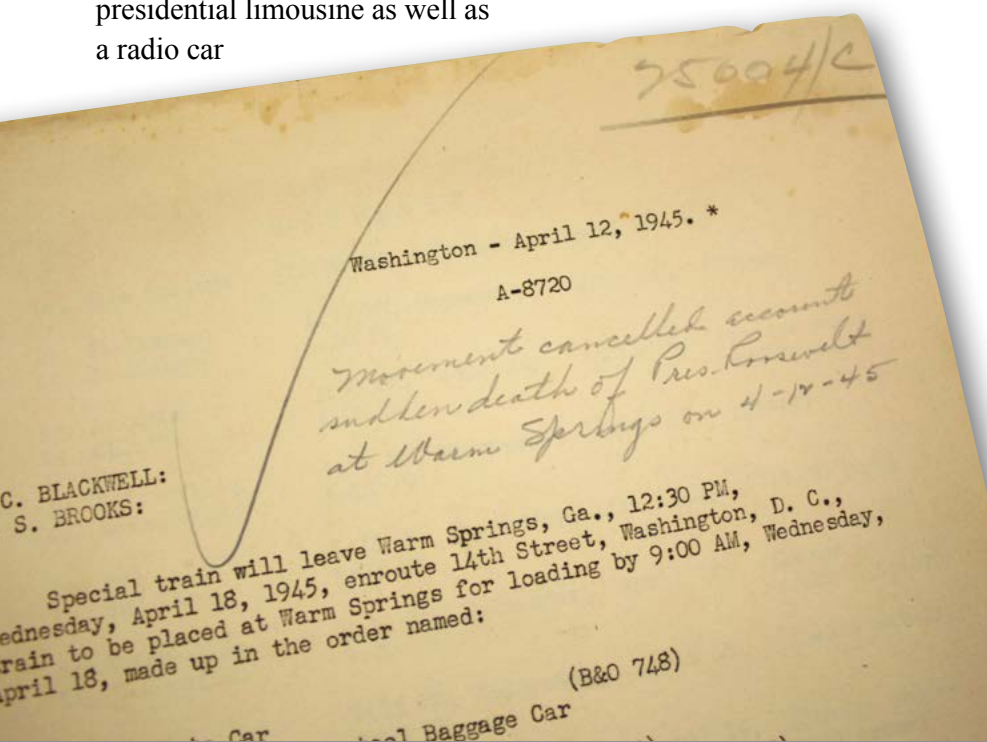 presidential limousine as well as
a radio car
75004/C
Washington - April 12, 1945. *
A-8720
Movement cancelled account
sudden death of Pres. Roosevelt
at Warm Springs on 4-12-45
C. BLACKWELL:
S. BROOKS:
Special train will leave Warm Springs, Ga., 12:30 PM,
ednesday, April 18, 1945, enroute 14th Street, Washington, D. C.,
rain to be placed at Warm Springs for loading by 9:00 AM, Wednesday,
April 18, made up in the order named:
(B&O 748)
Car
Baggage Car